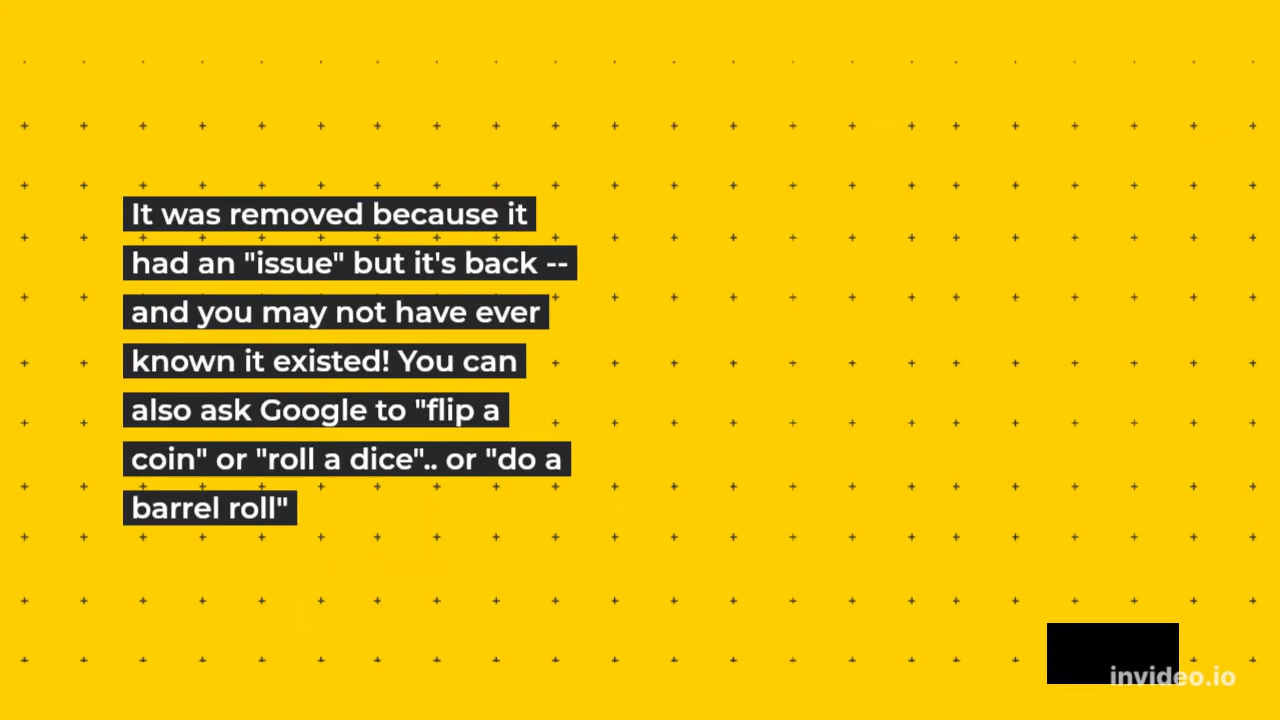 It was removed because it
had an "issue" but it's back --
and you may not have ever
known it existed! You can
also ask Google to "flip a
coin" or "roll a dice".. or "do a
barrel roll"
invideo.io